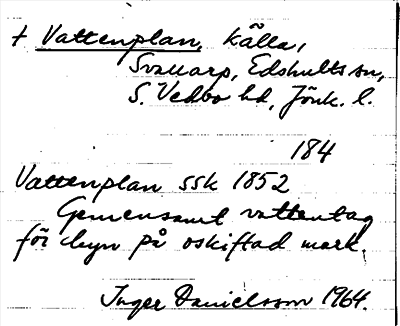 + Vattenplan, källa,
Svallarp, Edshults sn,
S. Vedbo hd, Jönk. l.
184
Vattenplan ssk 1852
Gemensamt vattentag
för byn på oskiftad mark.
Inger Danielsson 1964.